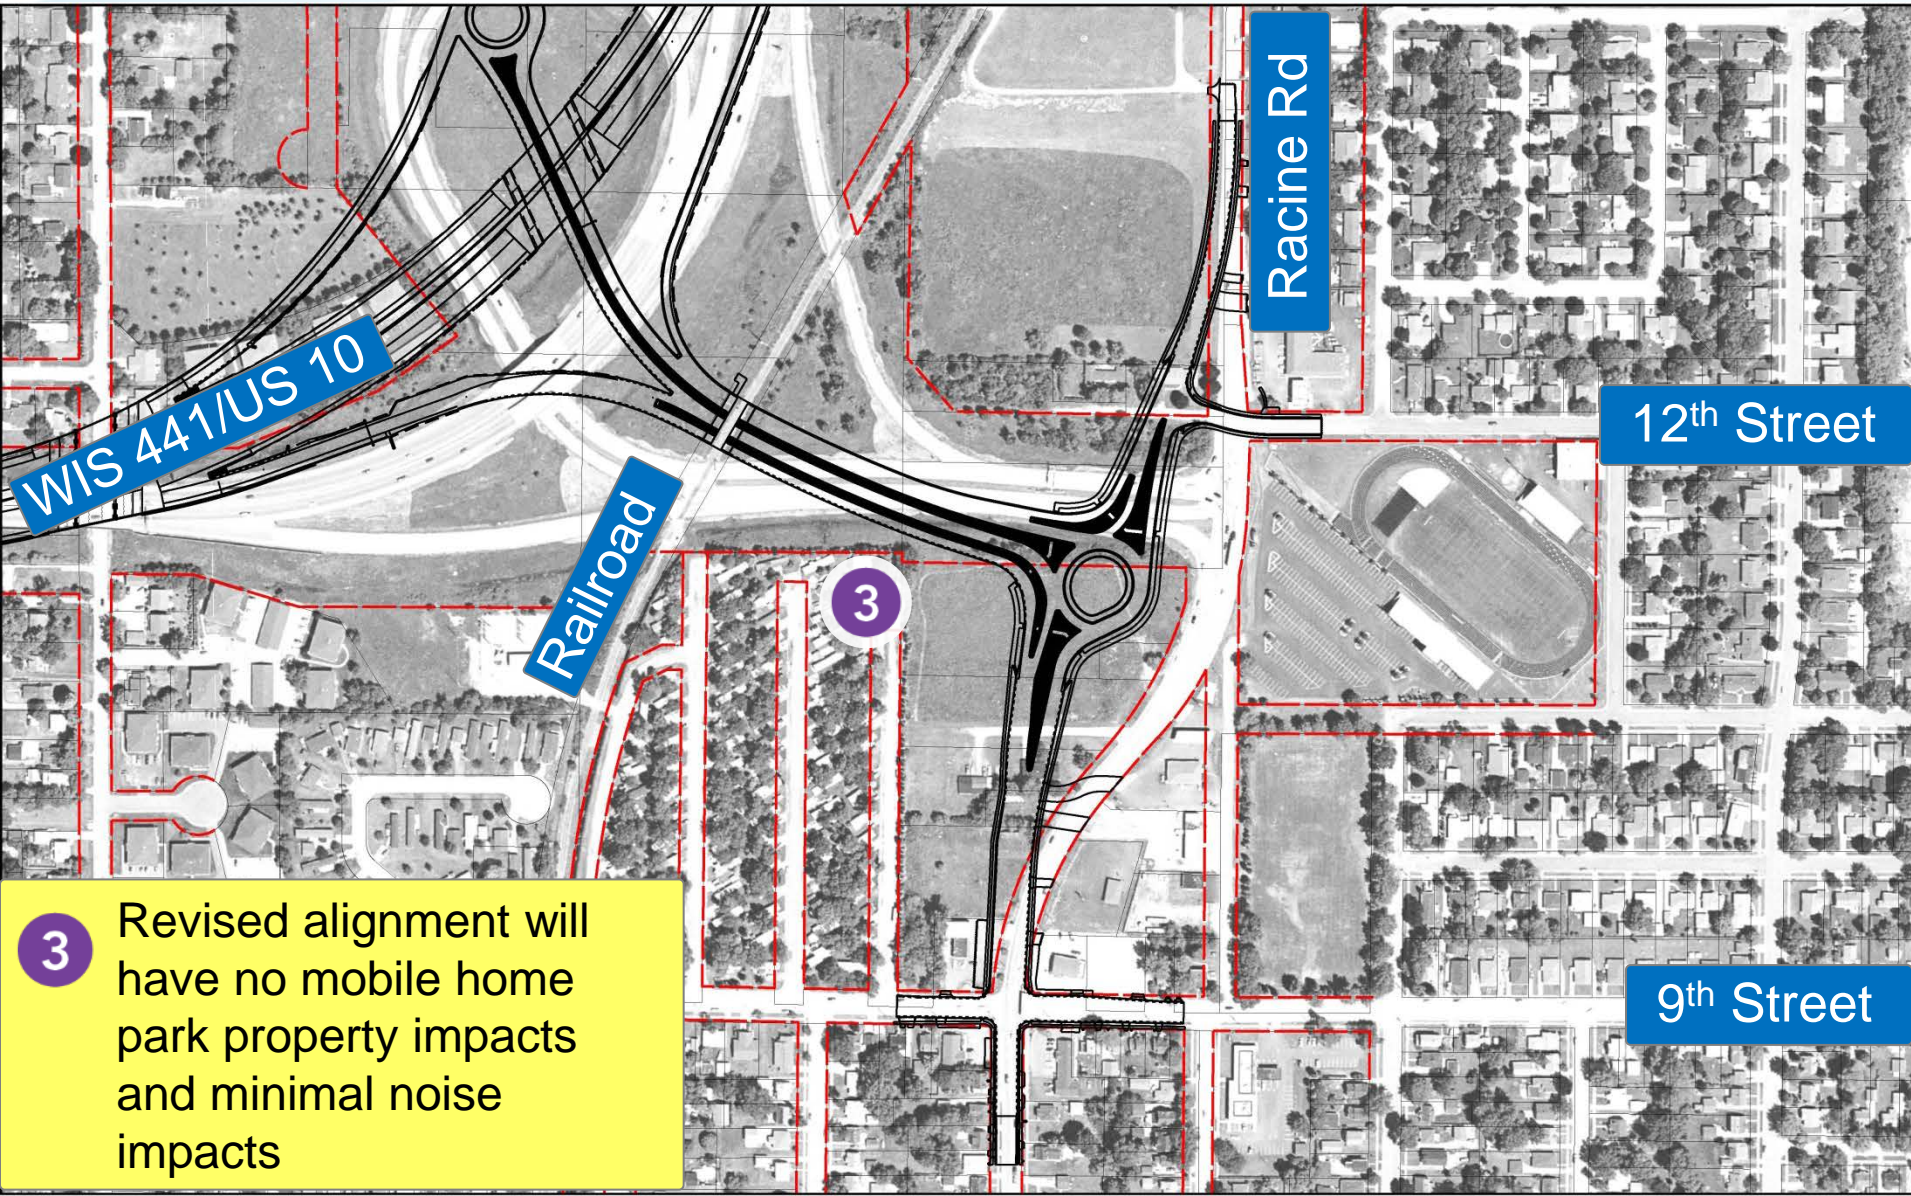 Racine Rd
WIS 441/US 10
12th Street
Railroad
3
3
Revised alignment will
have no mobile home
park property impacts
and minimal noise
impacts
9th Street